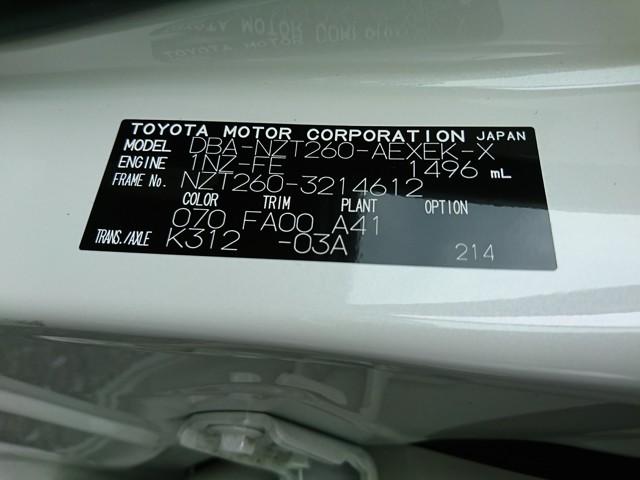 TOYOTA MOTOR CORPORATION JAPAN
MODEL DBA-NZT260-AEXEK-X
ENGINE 1NZ-FE 1496 mL
FRAME No. NZT260-3214612
COLOR TRIM PLANT OPTION
070 FA00 A41
TRANS./AXLE K312 -03A 214